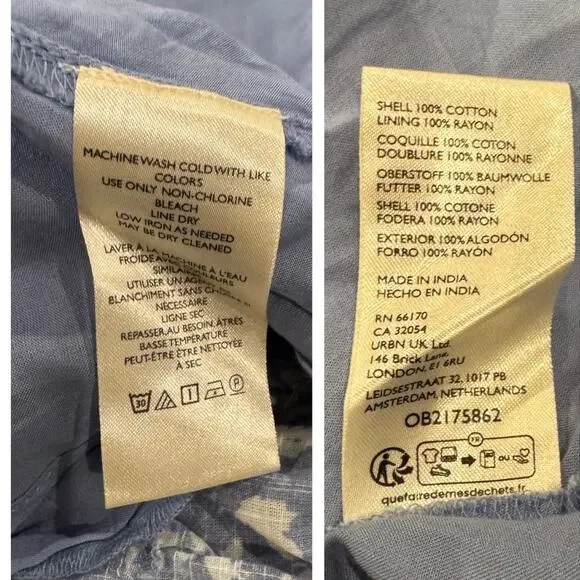 MACHINE WASH COLD WITH LIKE
COLORS
USE ONLY NON-CHLORINE
BLEACH
LINE DRY
LOW IRON AS NEEDED
MAY BE DRY CLEANED
LAVER À LA MACHINE À L'EAU
FROIDE AVEC COULEURS
SIMILAIRES
UTILISER UN AGENT DE
BLANCHIMENT SANS CHLORE SI
NÉCESSAIRE
LIGNE SEC
REPASSER AU BESOIN, À TRÈS
BASSE TEMPÉRATURE
PEUT-ÊTRE ÊTRE NETTOYÉE
À SEC
30
P
SHELL 100% COTTON
LINING 100% RAYON
COQUILLE 100% COTON
DOUBLURE 100% RAYONNE
OBERSTOFF 100% BAUMWOLLE
FUTTER 100% RAYON
SHELL 100% COTONE
FODERA 100% RAYON
EXTERIOR 100% ALGODÓN
FORRO 100% RAYÓN
MADE IN INDIA
HECHO EN INDIA
RN 66170
CA 32054
URBN UK Ltd.
146 Brick Lane,
LONDON, E1 6RU
LEIDSESTRAAT 32, 1017 PB
AMSTERDAM, NETHERLANDS
OB2175862
FR
OU
quefairedemesdechets.fr